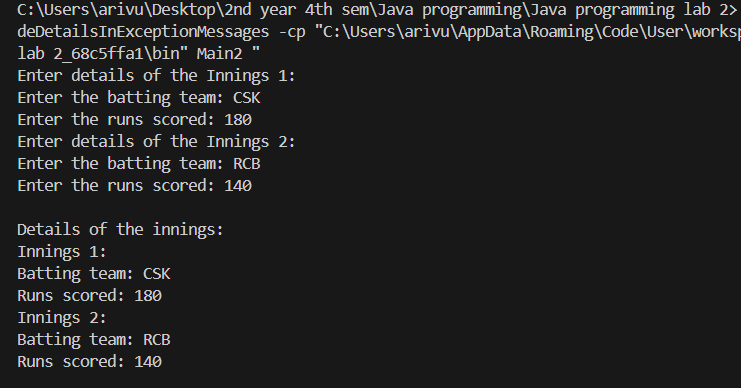 C:\Users\arivu\Desktop\2nd year 4th sem\Java programming\Java programming lab 2>
deDetailsInExceptionMessages -cp "C:\Users\arivu\AppData\Roaming\Code\User\worksp
lab 2_68c5ffa1\bin" Main2 "
Enter details of the Innings 1:
Enter the batting team: CSK
Enter the runs scored: 180
Enter details of the Innings 2:
Enter the batting team: RCB
Enter the runs scored: 140
Details of the innings:
Innings 1:
Batting team: CSK
Runs scored: 180
Innings 2:
Batting team: RCB
Runs scored: 140